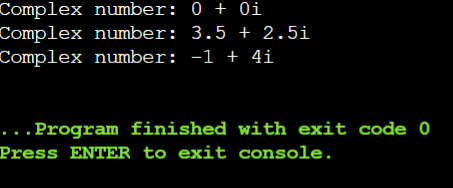 Complex number: 0 + 0i
Complex number: 3.5 + 2.5i
Complex number: -1 + 4i
...Program finished with exit code 0
Press ENTER to exit console.